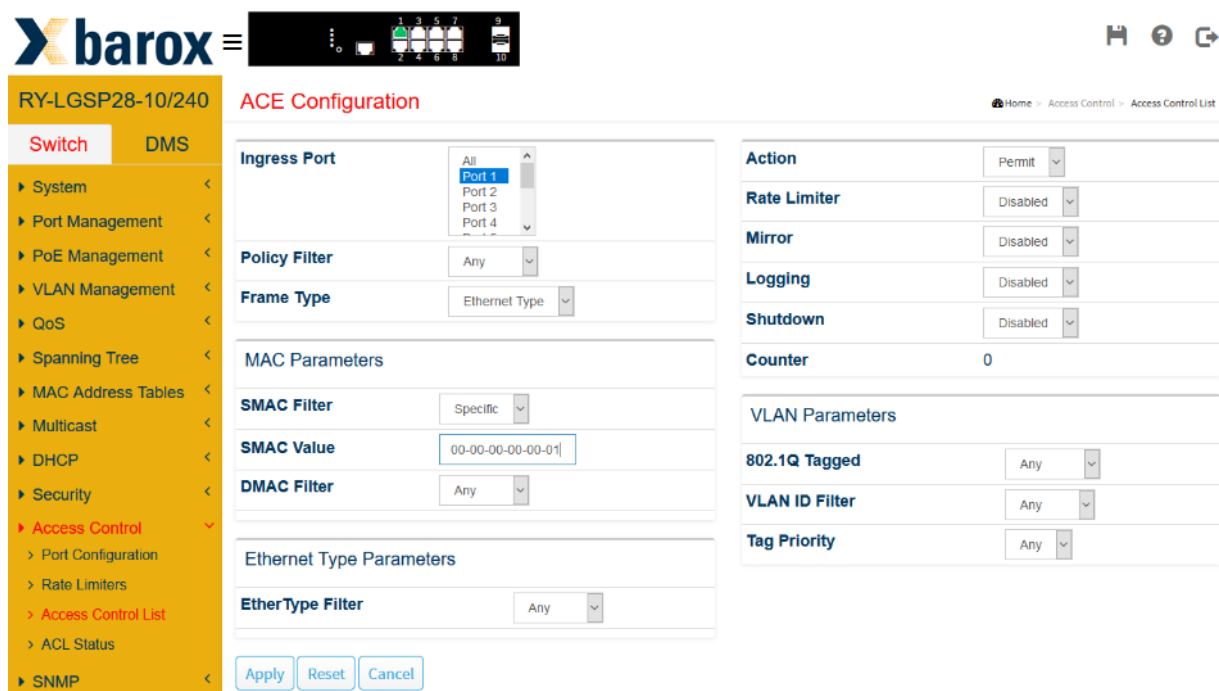 barox
1 3 5 7 9
2 4 6 8 10
RY-LGSP28-10/240
Switch DMS
System
Port Management
PoE Management
VLAN Management
QoS
Spanning Tree
MAC Address Tables
Multicast
DHCP
Security
Access Control
Port Configuration
Rate Limiters
Access Control List
ACL Status
SNMP
ACE Configuration
Home > Access Control > Access Control List
Ingress Port
All
Port 1
Port 2
Port 3
Port 4
Policy Filter Any
Frame Type Ethernet Type
MAC Parameters
SMAC Filter Specific
SMAC Value 00-00-00-00-00-01
DMAC Filter Any
Ethernet Type Parameters
EtherType Filter Any
Apply Reset Cancel
Action Permit
Rate Limiter Disabled
Mirror Disabled
Logging Disabled
Shutdown Disabled
Counter 0
VLAN Parameters
802.1Q Tagged Any
VLAN ID Filter Any
Tag Priority Any